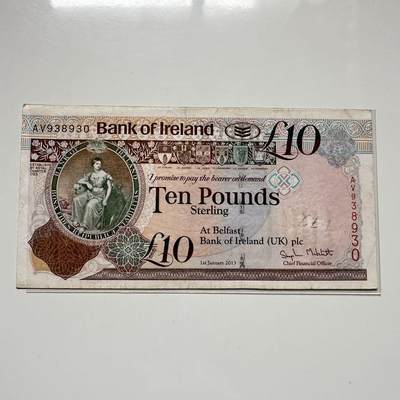 AV938930
Bank of Ireland
£10
I promise to pay the bearer on demand
Ten Pounds
Sterling
At Belfast
Bank of Ireland (UK) plc
£10
1st January 2013
Chief Financial Officer
AV938930